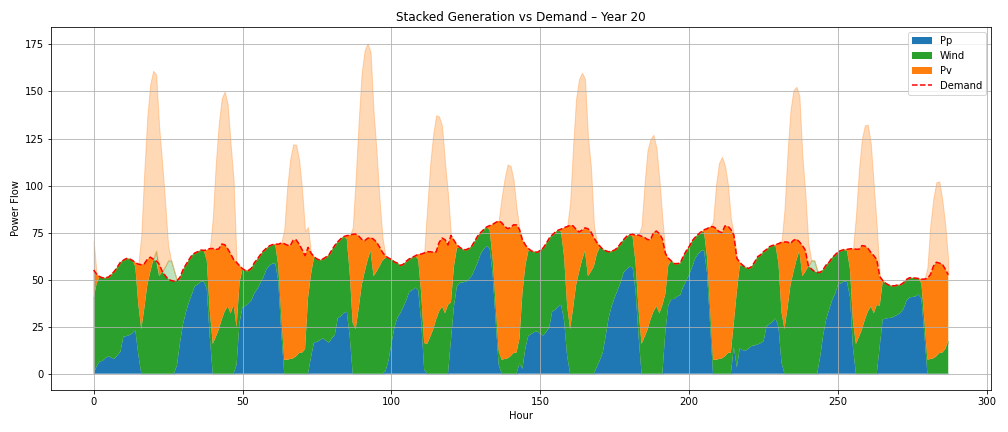 Stacked Generation vs Demand – Year 20
Power Flow
175
150
125
100
75
50
25
0
0
50
100
150
200
250
300
Hour
Pp
Wind
Pv
Demand